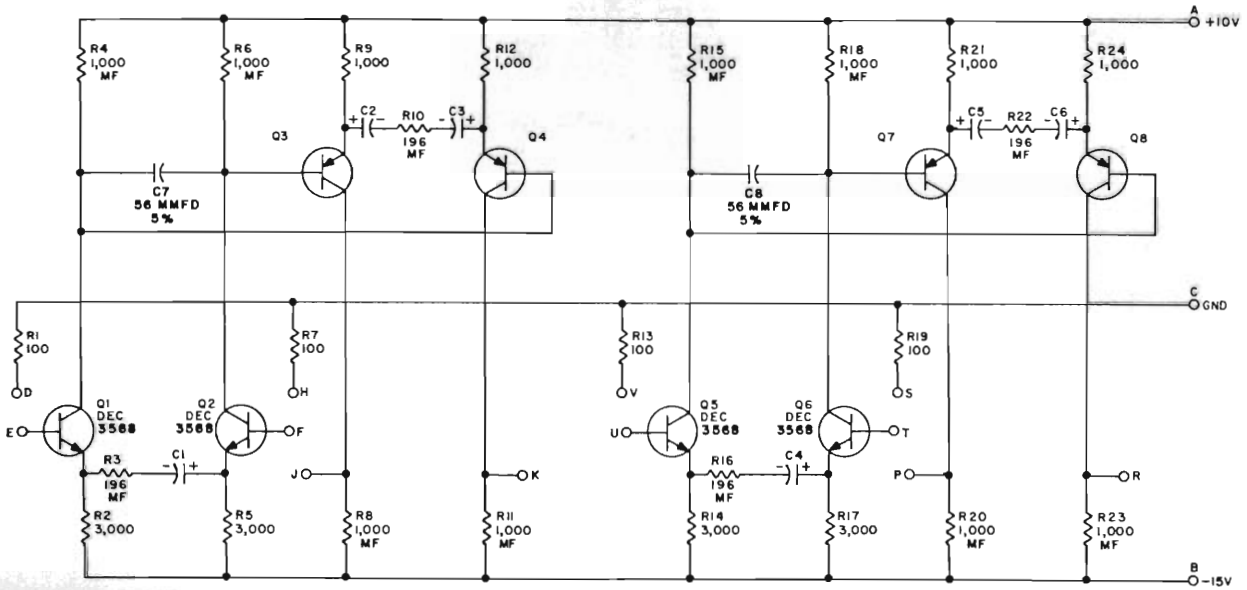 A
+10V
R4
1,000
MF
R6
1,000
MF
R9
1,000
R12
1,000
R15
1,000
MF
R18
1,000
MF
R21
1,000
R24
1,000
C2
+ -
R10
196
MF
C3
- +
Q3
Q4
C7
56 MMFD
5%
C5
+ -
R22
196
MF
C6
- +
Q7
Q8
C8
56 MMFD
5%
C
GND
R1
100
D
R7
100
H
R13
100
V
R19
100
S
Q1
DEC
3568
E
Q2
DEC
3568
F
Q5
DEC
3568
U
Q6
DEC
3568
T
R3
196
MF
C1
- +
J
K
R16
196
MF
C4
- +
P
R
R2
3,000
R5
3,000
R8
1,000
MF
R11
1,000
MF
R14
3,000
R17
3,000
R20
1,000
MF
R23
1,000
MF
B
-15V